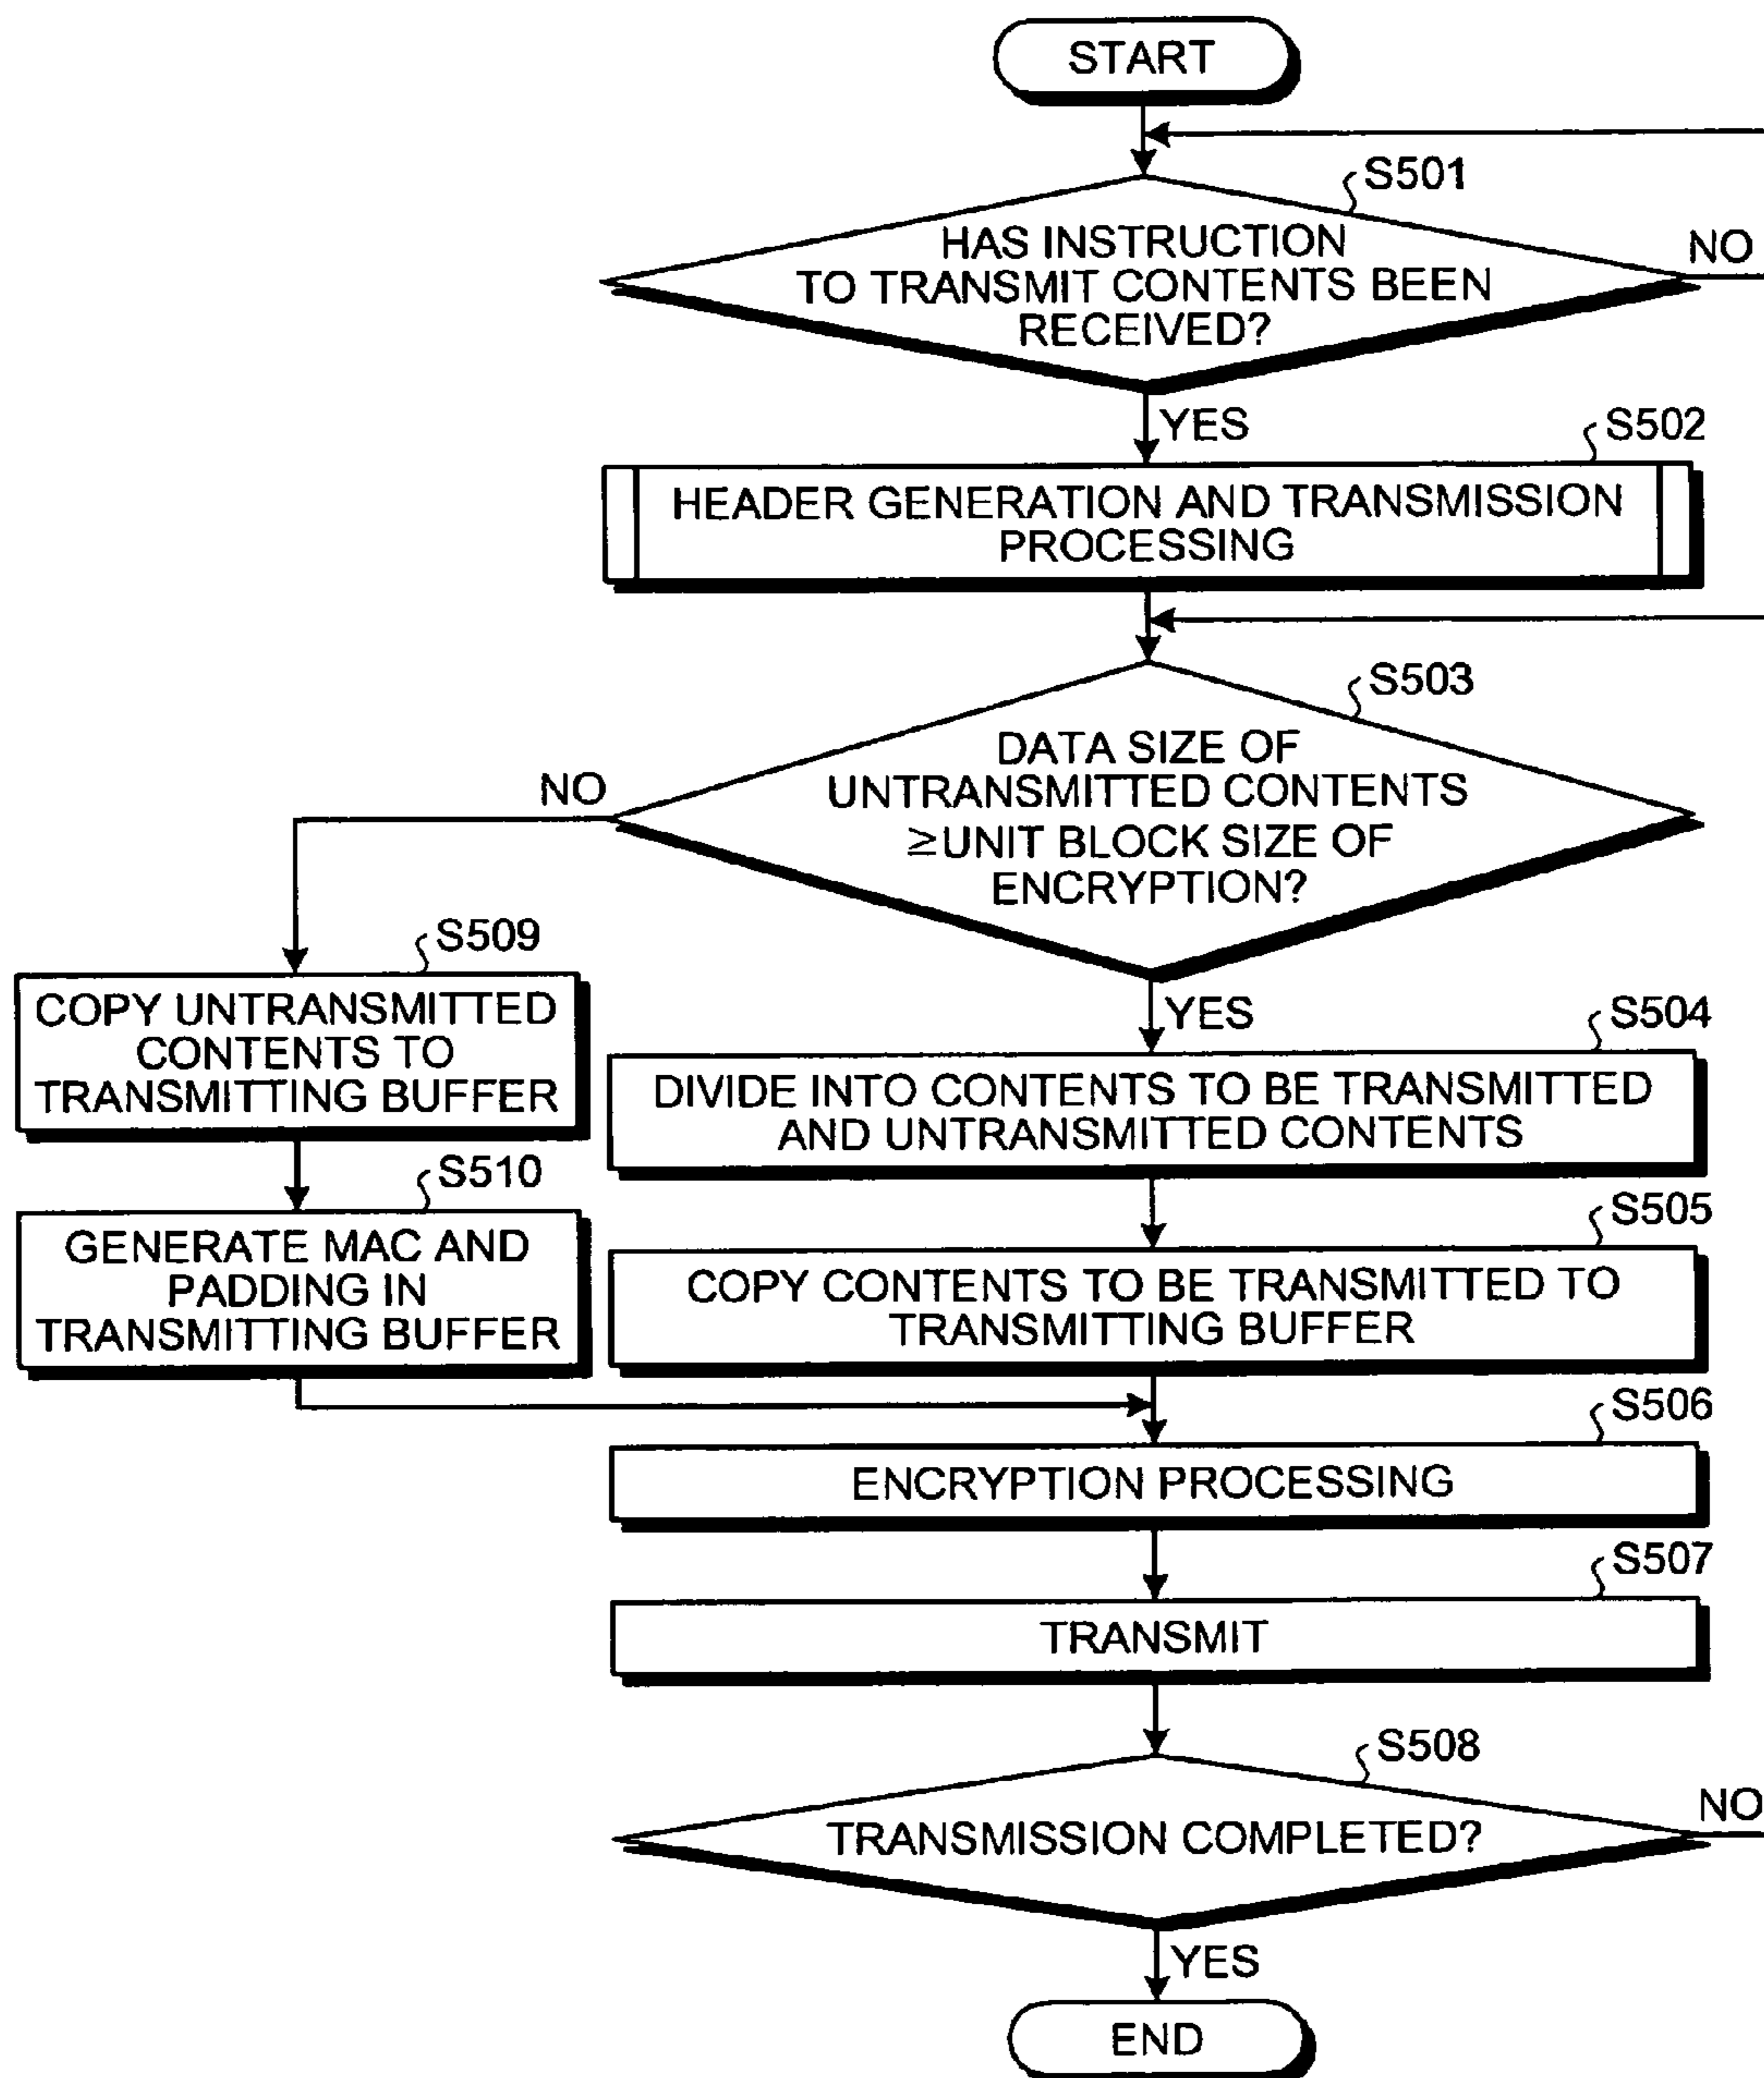 START
S501
HAS INSTRUCTION
TO TRANSMIT CONTENTS BEEN
RECEIVED?
NO
YES
S502
HEADER GENERATION AND TRANSMISSION
PROCESSING
S503
DATA SIZE OF
UNTRANSMITTED CONTENTS
≥UNIT BLOCK SIZE OF
ENCRYPTION?
NO
YES
S509
COPY UNTRANSMITTED
CONTENTS TO
TRANSMITTING BUFFER
S510
GENERATE MAC AND
PADDING IN
TRANSMITTING BUFFER
S504
DIVIDE INTO CONTENTS TO BE TRANSMITTED
AND UNTRANSMITTED CONTENTS
S505
COPY CONTENTS TO BE TRANSMITTED TO
TRANSMITTING BUFFER
S506
ENCRYPTION PROCESSING
S507
TRANSMIT
S508
TRANSMISSION COMPLETED?
NO
YES
END